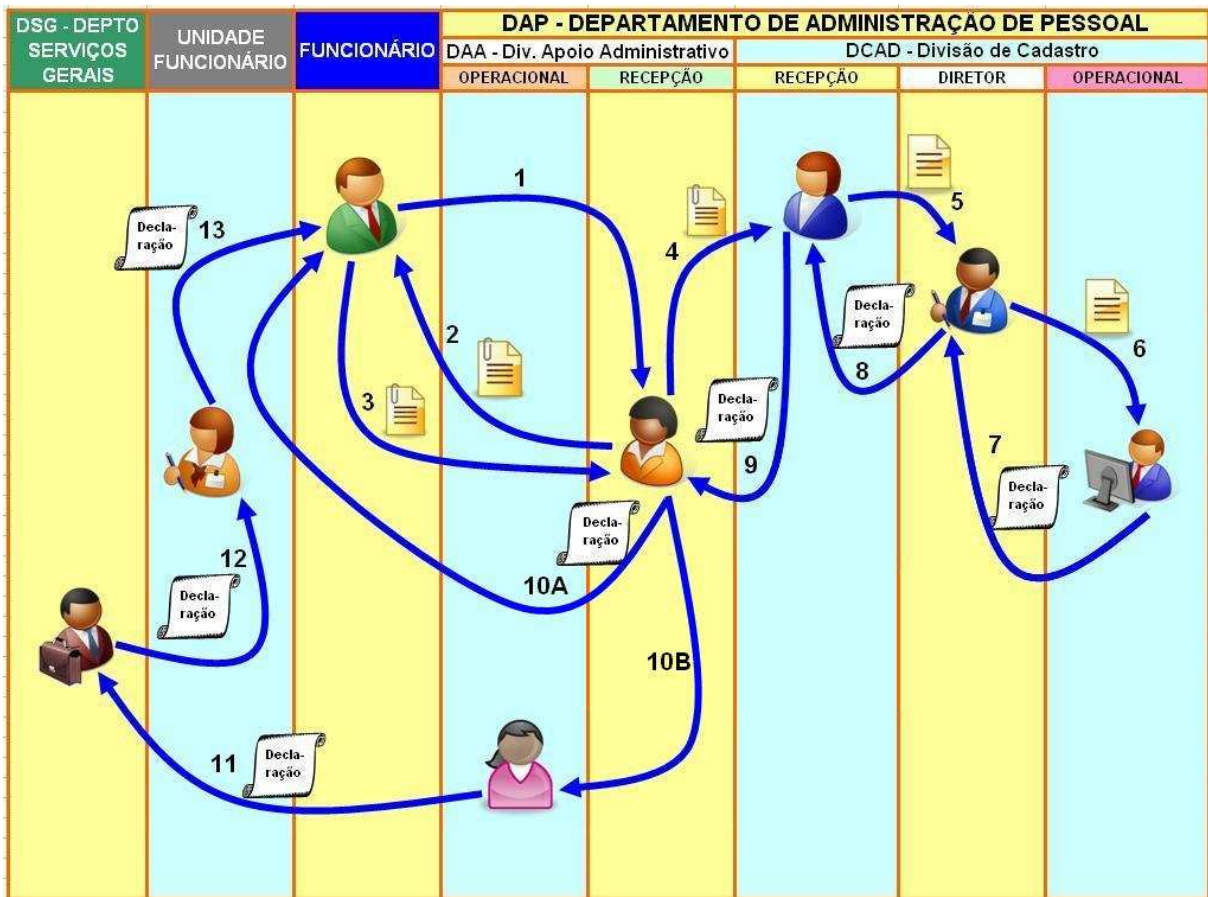 DSG - DEPTO
SERVIÇOS
GERAIS
UNIDADE
FUNCIONÁRIO
FUNCIONÁRIO
DAP - DEPARTAMENTO DE ADMINISTRAÇÃO DE PESSOAL
DAA - Div. Apoio Administrativo
DCAD - Divisão de Cadastro
OPERACIONAL
RECEPÇÃO
RECEPÇÃO
DIRETOR
OPERACIONAL
1
5
4
Decla-
ração
13
6
Decla-
ração
8
2
3
Decla-
ração
9
7
Decla-
ração
Decla-
ração
10A
12
Decla-
ração
10B
11
Decla-
ração